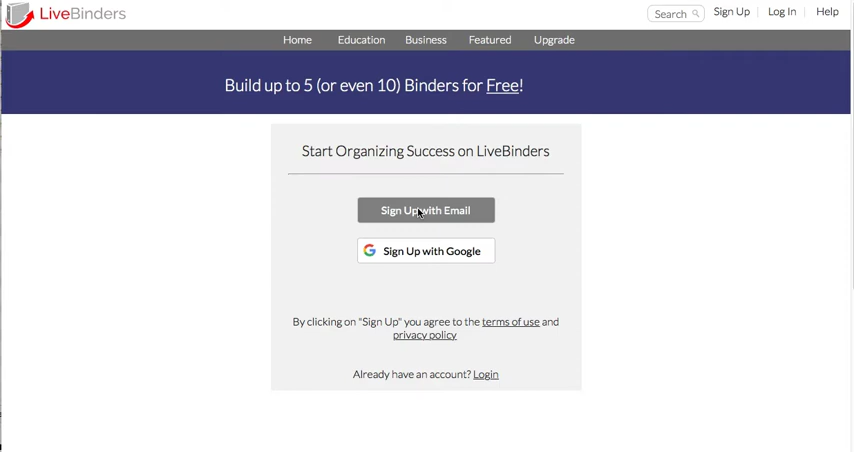 LiveBinders
Search
Sign Up
Log In
Help
Home
Education
Business
Featured
Upgrade
Build up to 5 (or even 10) Binders for Free!
Start Organizing Success on LiveBinders
Sign Up with Email
Sign Up with Google
By clicking on "Sign Up" you agree to the terms of use and
privacy policy
Already have an account? Login